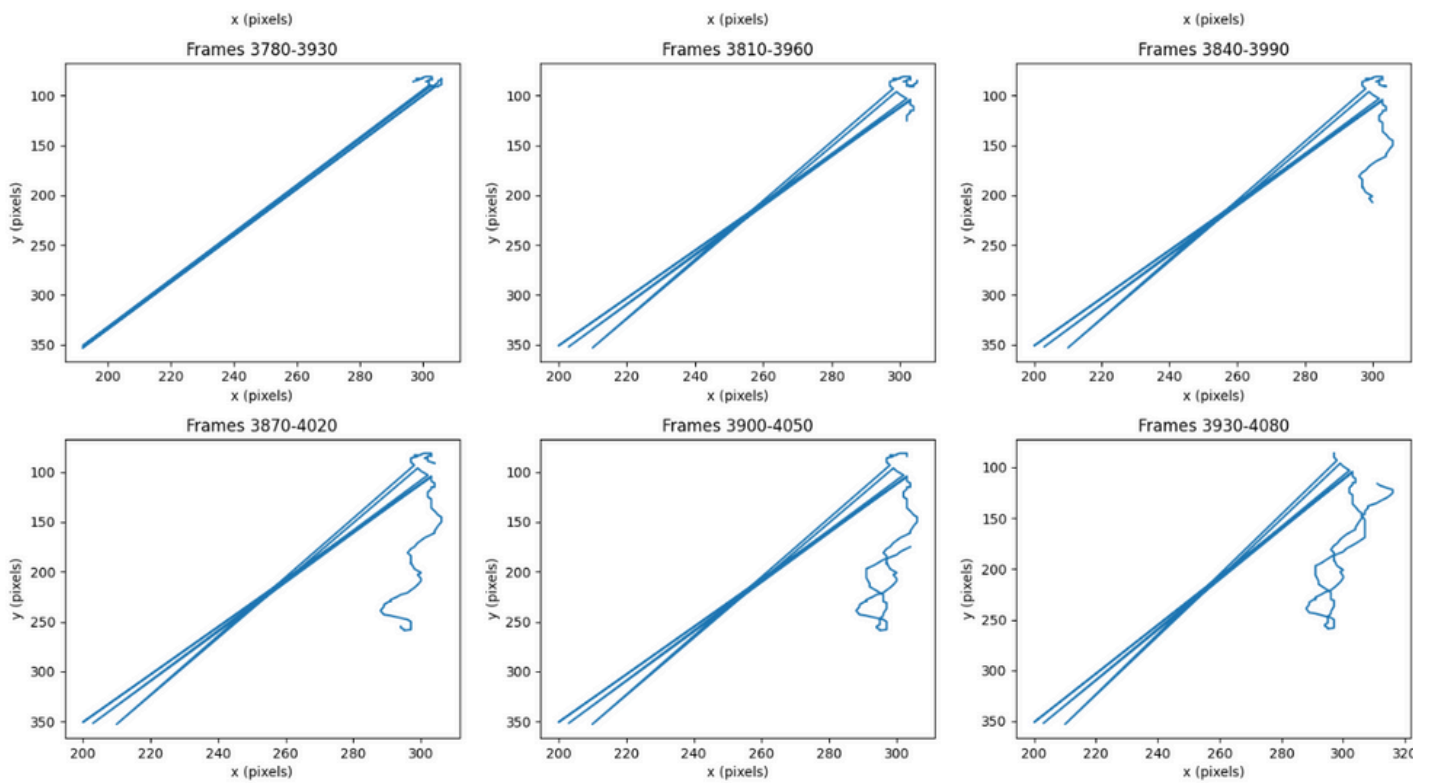 x (pixels) x (pixels) x (pixels)
Frames 3780-3930 Frames 3810-3960 Frames 3840-3990
100 100 100
150 150 150
y (pixels) y (pixels) y (pixels)
200 200 200
250 250 250
300 300 300
350 350 350
200 220 240 260 280 300 200 220 240 260 280 300 200 220 240 260 280 300
x (pixels) x (pixels) x (pixels)
Frames 3870-4020 Frames 3900-4050 Frames 3930-4080
100 100 100
150 150 150
y (pixels) y (pixels) y (pixels)
200 200 200
250 250 250
300 300 300
350 350 350
200 220 240 260 280 300 200 220 240 260 280 300 200 220 240 260 280 300
x (pixels) x (pixels) x (pixels)